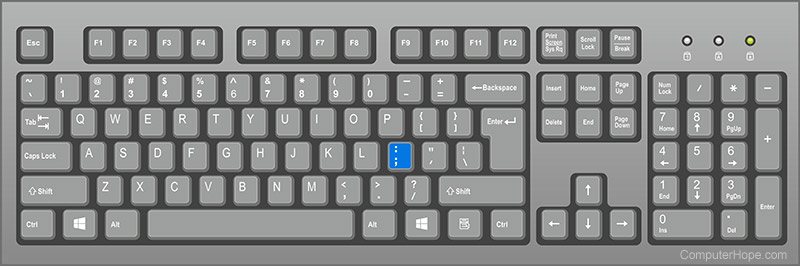 Esc F1 F2 F3 F4 F5 F6 F7 F8 F9 F10 F11 F12 Print Screen Sys Rq Scroll Lock Pause Break
~ ` ! 1 @ 2 # 3 $ 4 % 5 ^ 6 & 7 * 8 ( 9 ) 0 – - + = ←Backspace Insert Home Page Up Num Lock / * –
Tab Q W E R T Y U I O P { [ } ] Enter Delete End Page Down 7 Home 8 ↑ 9 PgUp +
Caps Lock A S D F G H J K L : ; " , ¦ \ 4 ← 5 6 →
⇧ Shift Z X C V B N M < , > . ? / ⇧ Shift ↑ 1 End 2 ↓ 3 PgDn Enter
Ctrl Alt Alt Ctrl ← ↓ → 0 Ins . Del
ComputerHope.com